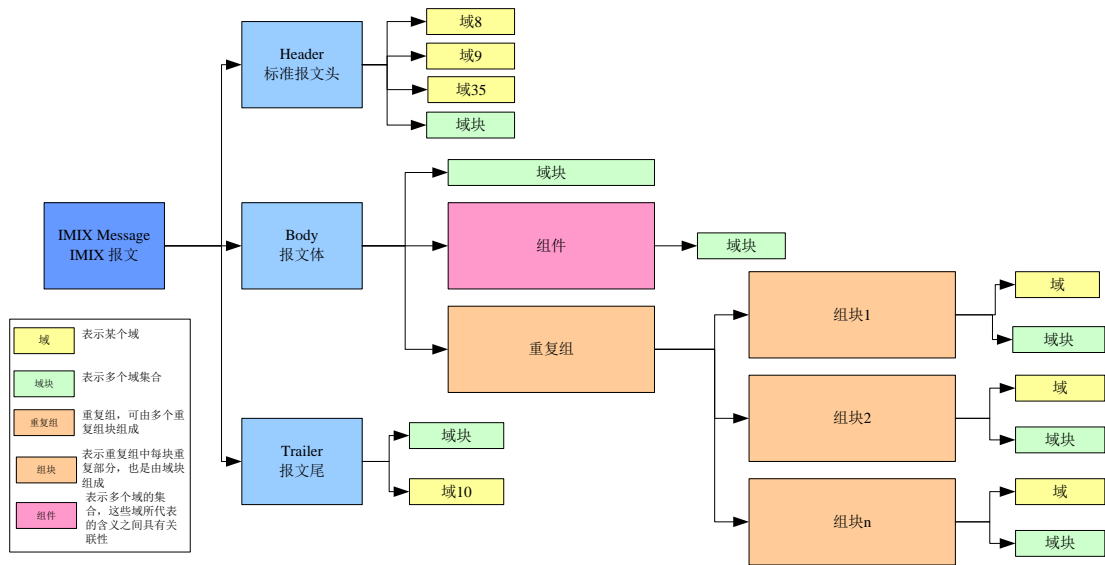 IMIX Message
IMIX 报文
Header
标准报文头
域8
域9
域35
域块
Body
报文体
域块
组件
域块
重复组
组块1
域
域块
组块2
域
域块
组块n
域
域块
Trailer
报文尾
域块
域10
域
表示某个域
域块
表示多个域集合
重复组
重复组，可由多个重
复组块组成
组块
表示重复组中每块重
复部分，也是由域块
组成
组件
表示多个域的集
合，这些域所代表
的含义之间具有关
联性